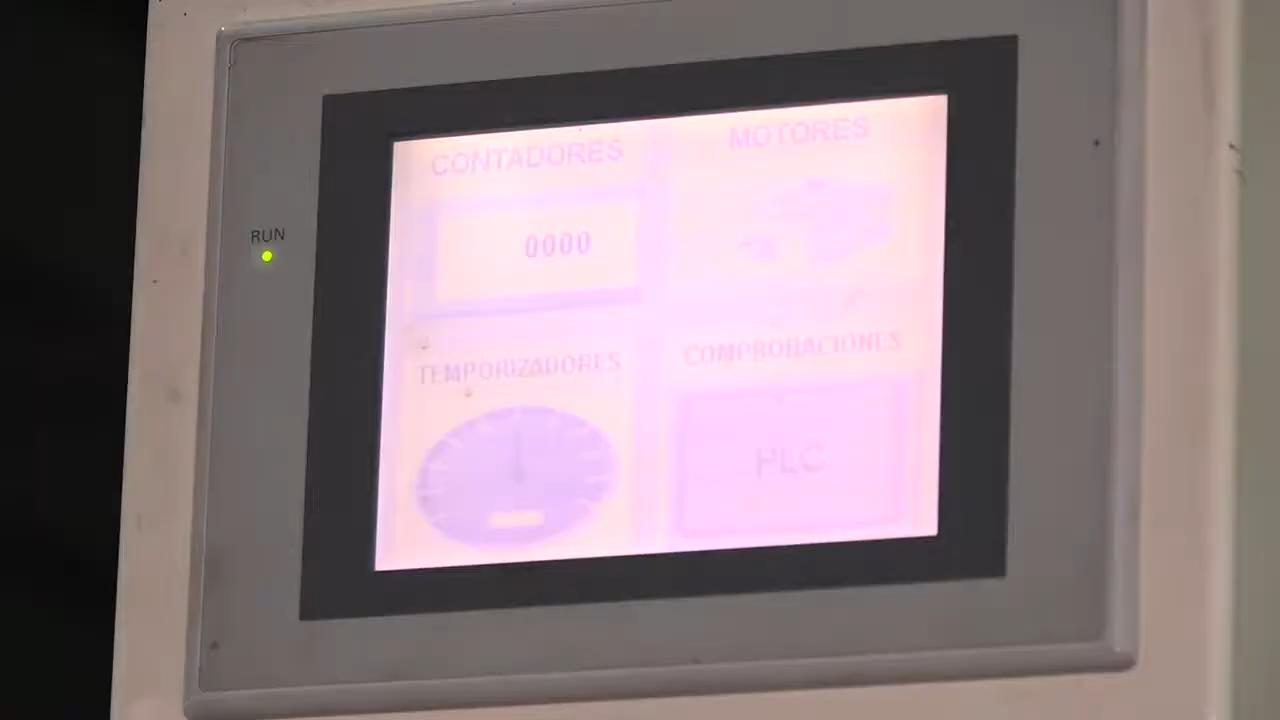 RUN
CONTADORES
MOTORES
0000
TEMPORIZADORES
COMPROBACIONES
PLC